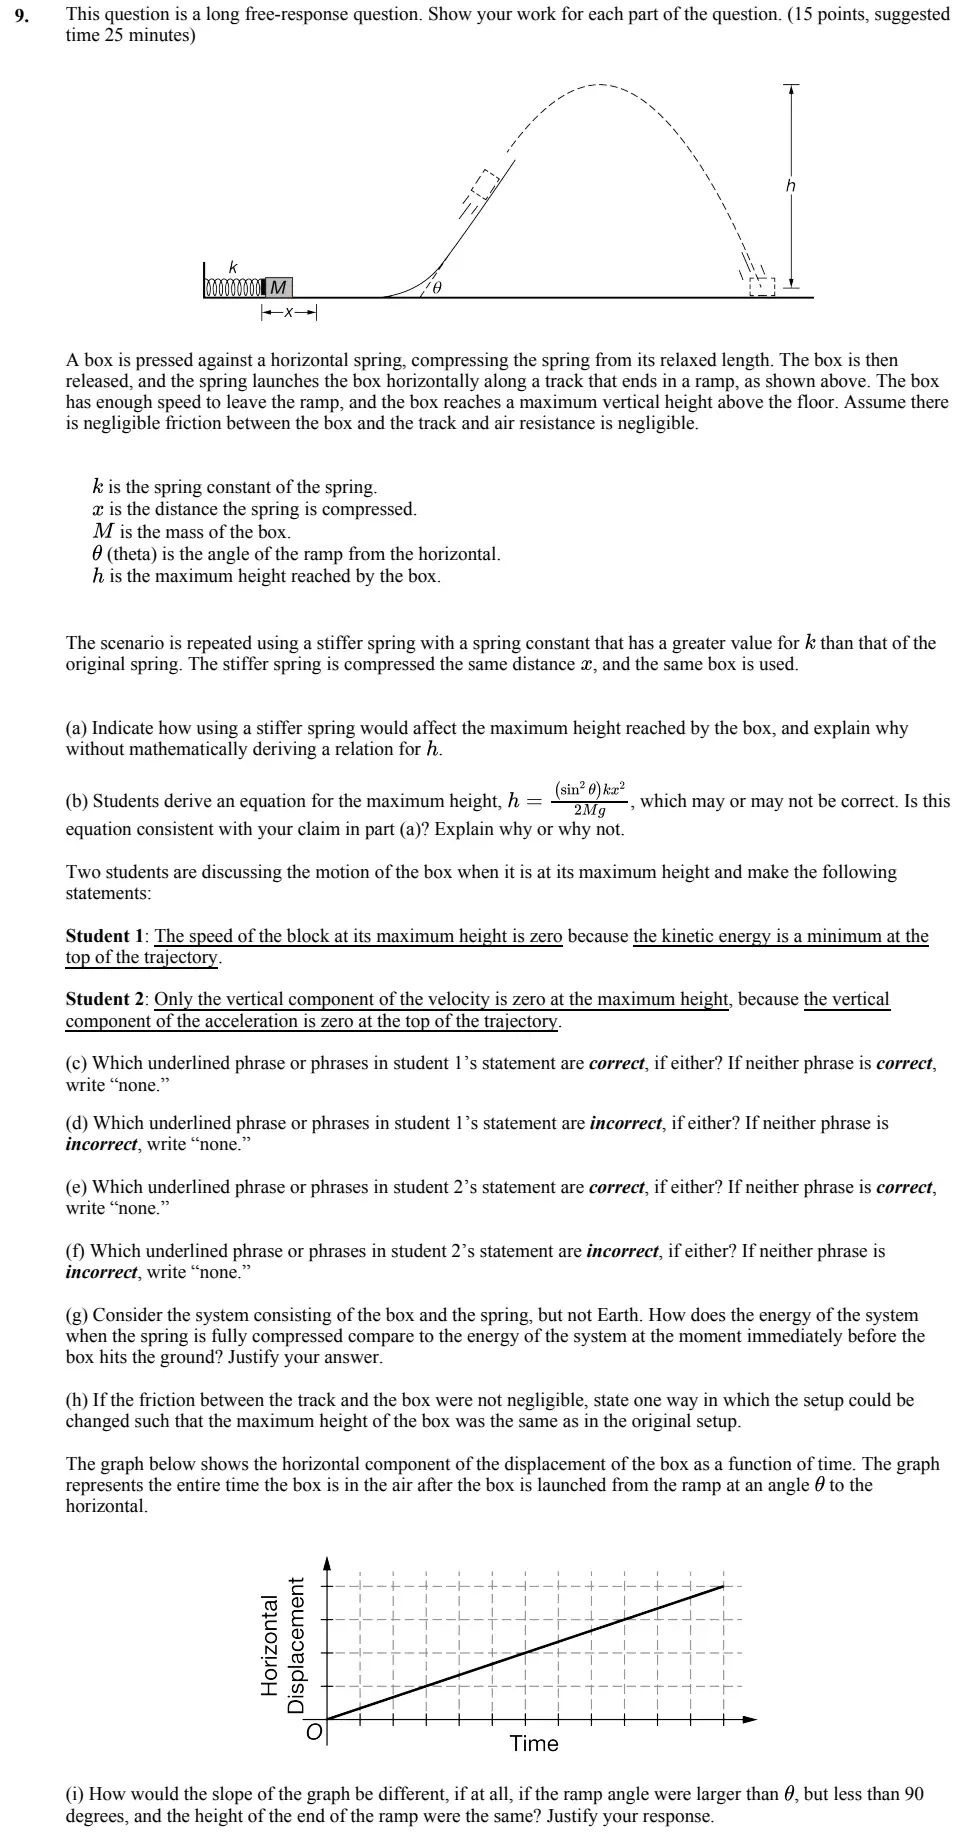 9. This question is a long free-response question. Show your work for each part of the question. (15 points, suggested
time 25 minutes)
h
k
θ
M
x
A box is pressed against a horizontal spring, compressing the spring from its relaxed length. The box is then
released, and the spring launches the box horizontally along a track that ends in a ramp, as shown above. The box
has enough speed to leave the ramp, and the box reaches a maximum vertical height above the floor. Assume there
is negligible friction between the box and the track and air resistance is negligible.
k is the spring constant of the spring.
x is the distance the spring is compressed.
M is the mass of the box.
θ (theta) is the angle of the ramp from the horizontal.
h is the maximum height reached by the box.
The scenario is repeated using a stiffer spring with a spring constant that has a greater value for k than that of the
original spring. The stiffer spring is compressed the same distance x, and the same box is used.
(a) Indicate how using a stiffer spring would affect the maximum height reached by the box, and explain why
without mathematically deriving a relation for h.
(b) Students derive an equation for the maximum height, h = (sin² θ)kx² / 2Mg, which may or may not be correct. Is this
equation consistent with your claim in part (a)? Explain why or why not.
Two students are discussing the motion of the box when it is at its maximum height and make the following
statements:
Student 1: The speed of the block at its maximum height is zero because the kinetic energy is a minimum at the
top of the trajectory.
Student 2: Only the vertical component of the velocity is zero at the maximum height, because the vertical
component of the acceleration is zero at the top of the trajectory.
(c) Which underlined phrase or phrases in student 1’s statement are correct, if either? If neither phrase is correct,
write “none.”
(d) Which underlined phrase or phrases in student 1’s statement are incorrect, if either? If neither phrase is
incorrect, write “none.”
(e) Which underlined phrase or phrases in student 2’s statement are correct, if either? If neither phrase is correct,
write “none.”
(f) Which underlined phrase or phrases in student 2’s statement are incorrect, if either? If neither phrase is
incorrect, write “none.”
(g) Consider the system consisting of the box and the spring, but not Earth. How does the energy of the system
when the spring is fully compressed compare to the energy of the system at the moment immediately before the
box hits the ground? Justify your answer.
(h) If the friction between the track and the box were not negligible, state one way in which the setup could be
changed such that the maximum height of the box was the same as in the original setup.
The graph below shows the horizontal component of the displacement of the box as a function of time. The graph
represents the entire time the box is in the air after the box is launched from the ramp at an angle θ to the
horizontal.
Horizontal
Displacement
O
Time
(i) How would the slope of the graph be different, if at all, if the ramp angle were larger than θ, but less than 90
degrees, and the height of the end of the ramp were the same? Justify your response.